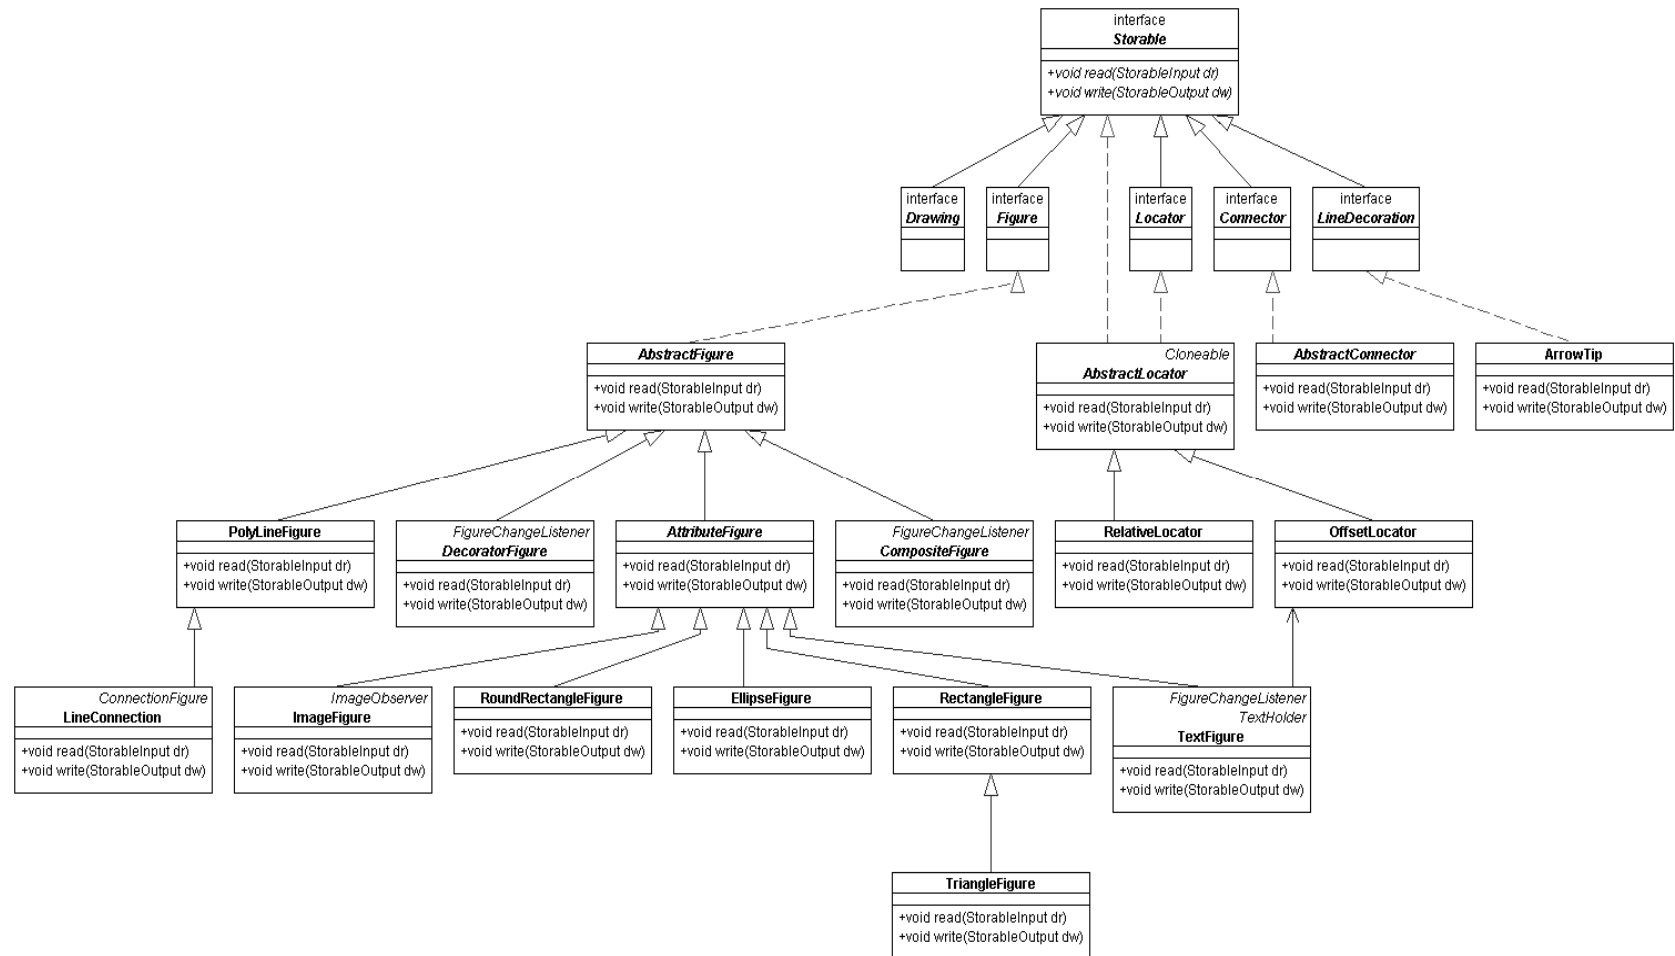 interface
Storable
+void read(StorableInput dr)
+void write(StorableOutput dw)
interface
Drawing
interface
Figure
interface
Locator
interface
Connector
interface
LineDecoration
AbstractFigure
+void read(StorableInput dr)
+void write(StorableOutput dw)
Cloneable
AbstractLocator
+void read(StorableInput dr)
+void write(StorableOutput dw)
AbstractConnector
+void read(StorableInput dr)
+void write(StorableOutput dw)
ArrowTip
+void read(StorableInput dr)
+void write(StorableOutput dw)
PolyLineFigure
+void read(StorableInput dr)
+void write(StorableOutput dw)
FigureChangeListener
DecoratorFigure
+void read(StorableInput dr)
+void write(StorableOutput dw)
AttributeFigure
+void read(StorableInput dr)
+void write(StorableOutput dw)
FigureChangeListener
CompositeFigure
+void read(StorableInput dr)
+void write(StorableOutput dw)
RelativeLocator
+void read(StorableInput dr)
+void write(StorableOutput dw)
OffsetLocator
+void read(StorableInput dr)
+void write(StorableOutput dw)
ConnectionFigure
LineConnection
+void read(StorableInput dr)
+void write(StorableOutput dw)
ImageObserver
ImageFigure
+void read(StorableInput dr)
+void write(StorableOutput dw)
RoundRectangleFigure
+void read(StorableInput dr)
+void write(StorableOutput dw)
EllipseFigure
+void read(StorableInput dr)
+void write(StorableOutput dw)
RectangleFigure
+void read(StorableInput dr)
+void write(StorableOutput dw)
FigureChangeListener
TextHolder
TextFigure
+void read(StorableInput dr)
+void write(StorableOutput dw)
TriangleFigure
+void read(StorableInput dr)
+void write(StorableOutput dw)